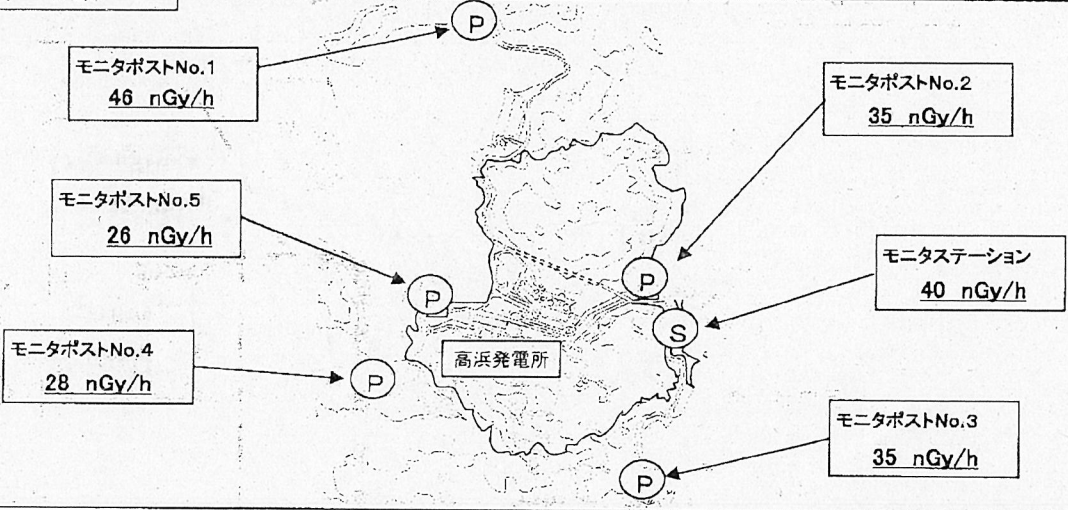 P
モニタポストNo.1
46 nGy/h
モニタポストNo.2
35 nGy/h
モニタポストNo.5
26 nGy/h
P
P
モニタステーション
40 nGy/h
S
高浜発電所
モニタポストNo.4
28 nGy/h
P
モニタポストNo.3
35 nGy/h
P